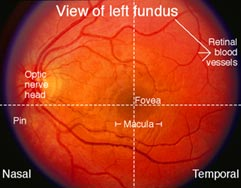 View of left fundus
Retinal
blood
vessels
Optic
nerve
head
Fovea
Pin
Macula
Nasal
Temporal